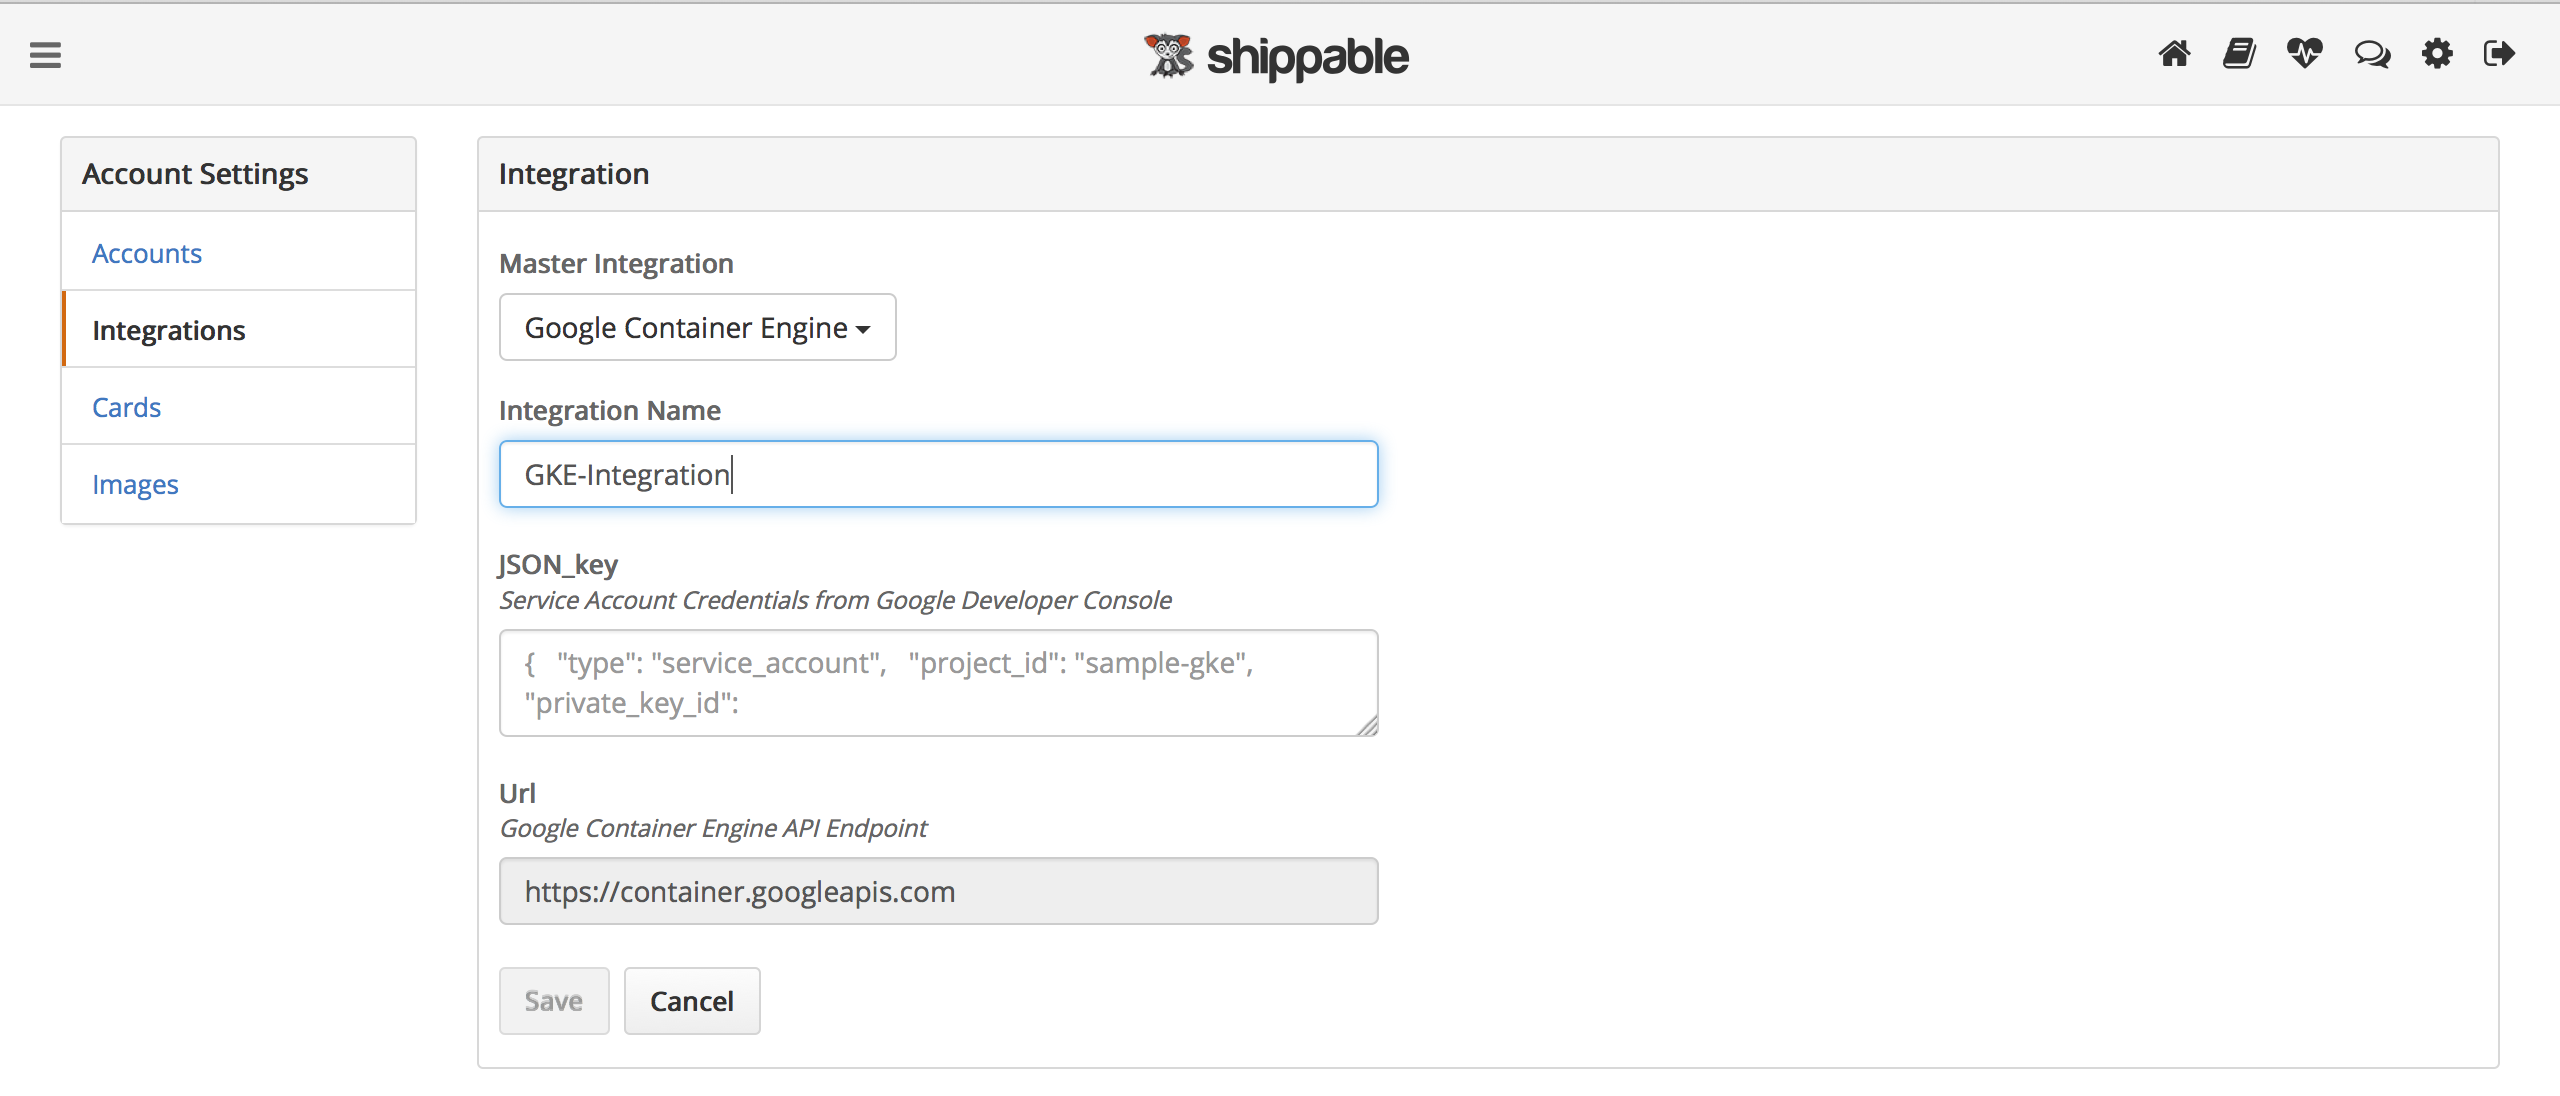 shippable
Account Settings
Accounts
Integrations
Cards
Images
Integration
Master Integration
Google Container Engine
Integration Name
GKE-Integration
JSON_key
Service Account Credentials from Google Developer Console
{   "type": "service_account",   "project_id": "sample-gke",
"private_key_id":
Url
Google Container Engine API Endpoint
https://container.googleapis.com
Save
Cancel